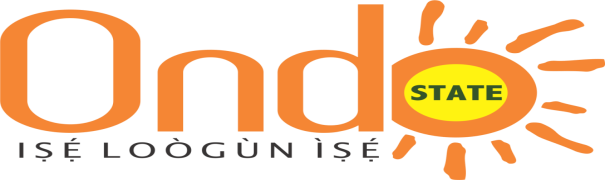 Ondo
STATE
IṢẸ́ LOÒGÙN ÌṢẸ́